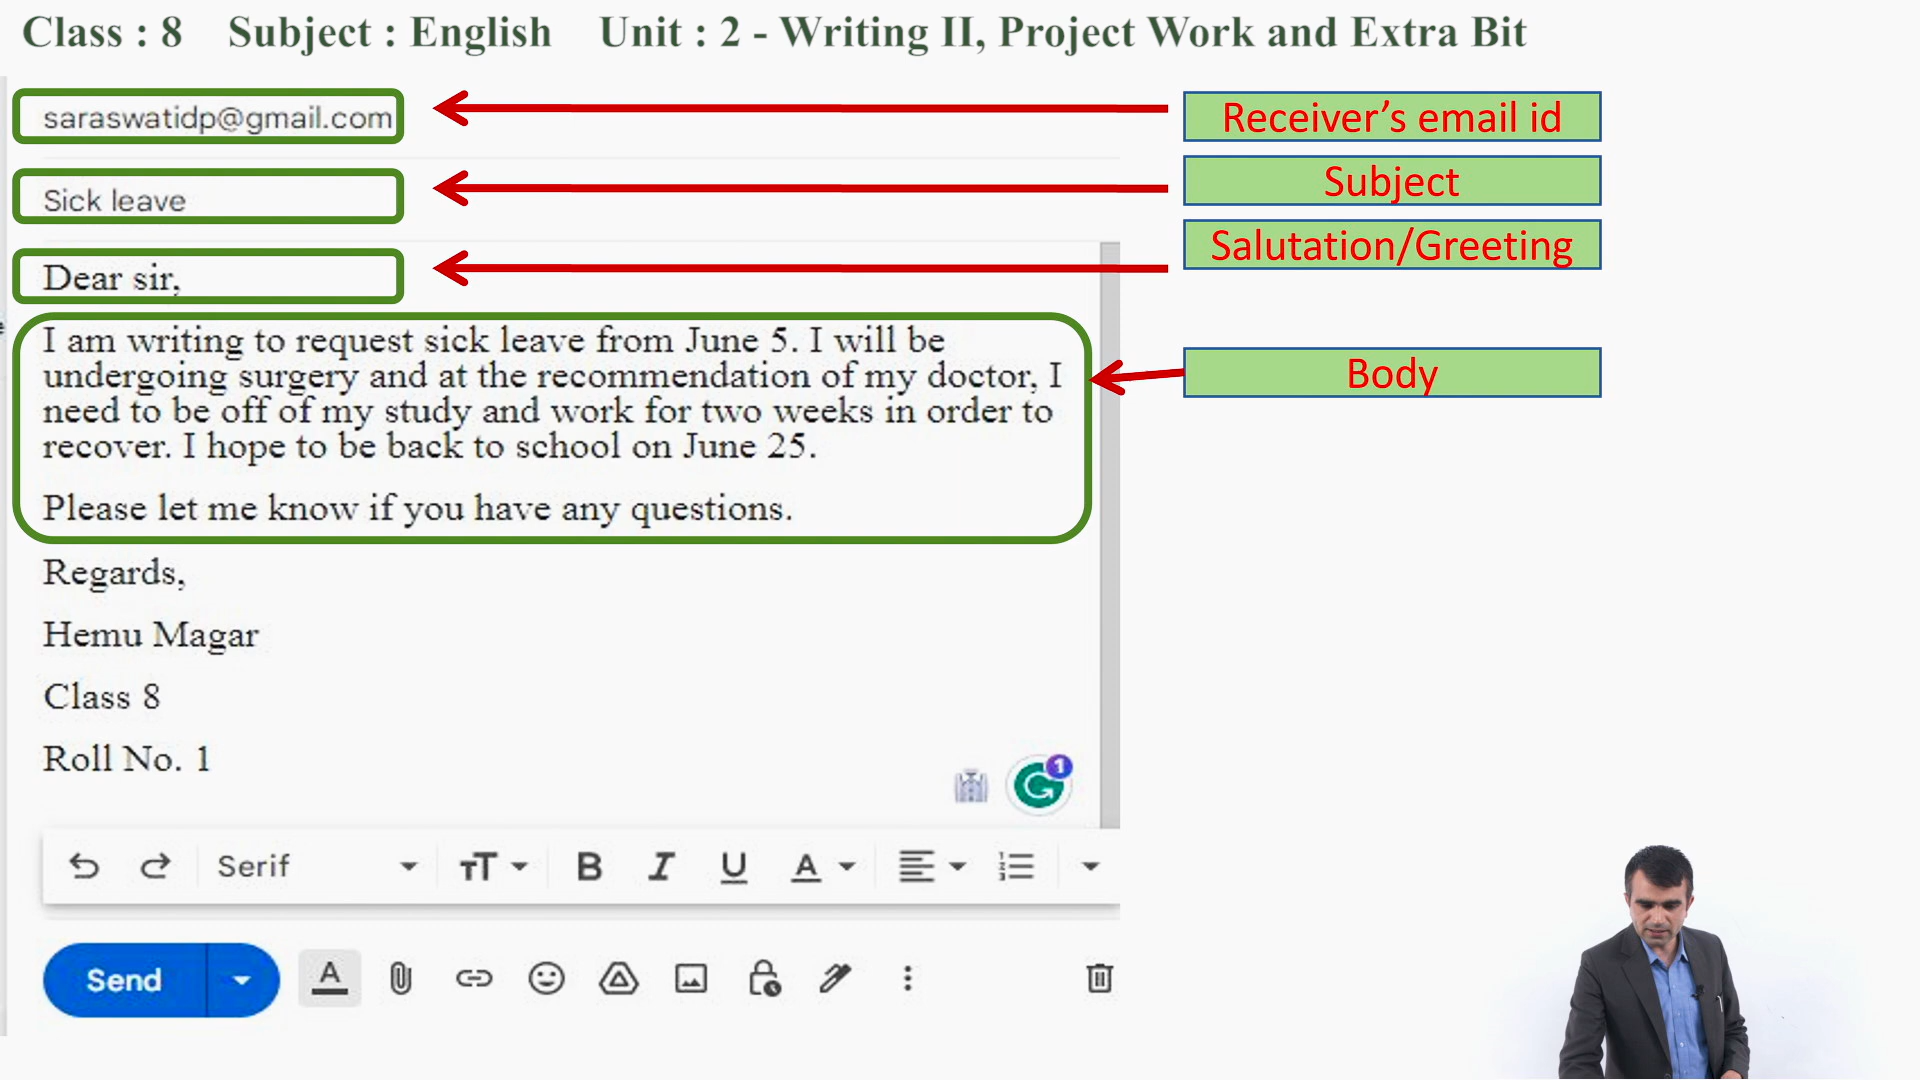 Class : 8 Subject : English Unit : 2 - Writing II, Project Work and Extra Bit
saraswatidp@gmail.com
Receiver’s email id
Sick leave
Subject
Dear sir,
Salutation/Greeting
I am writing to request sick leave from June 5. I will be
undergoing surgery and at the recommendation of my doctor, I
need to be off of my study and work for two weeks in order to
recover. I hope to be back to school on June 25.
Please let me know if you have any questions.
Body
Regards,
Hemu Magar
Class 8
Roll No. 1
1
Serif
Send